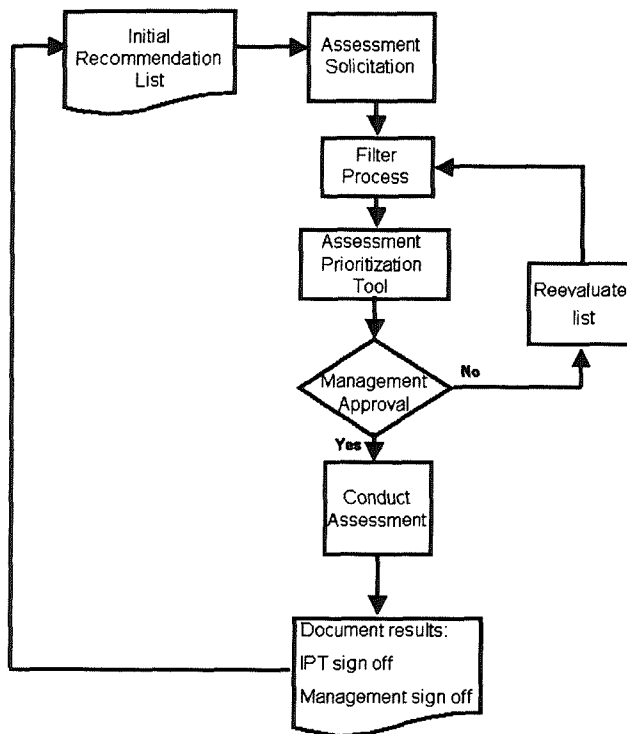 Initial
Recommendation
List
Assessment
Solicitation
Filter
Process
Assessment
Prioritization
Tool
Reevaluate
list
Management
Approval
No
Yes
Conduct
Assessment
Document results:
IPT sign off
Management sign off